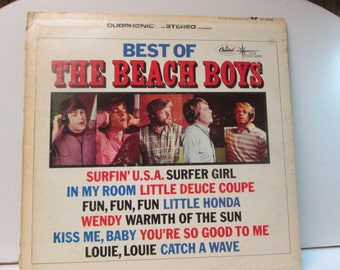 DUOPHONIC STEREO
BEST OF
THE BEACH BOYS
Capitol
SURFIN' U.S.A. SURFER GIRL
IN MY ROOM LITTLE DEUCE COUPE
FUN, FUN, FUN LITTLE HONDA
WENDY WARMTH OF THE SUN
KISS ME, BABY YOU'RE SO GOOD TO ME
LOUIE, LOUIE CATCH A WAVE